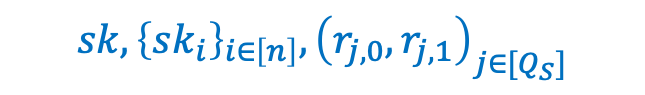 sk, {sk_i}_{i∈[n]}, (r_{j,0}, r_{j,1})_{j∈[Q_S]}